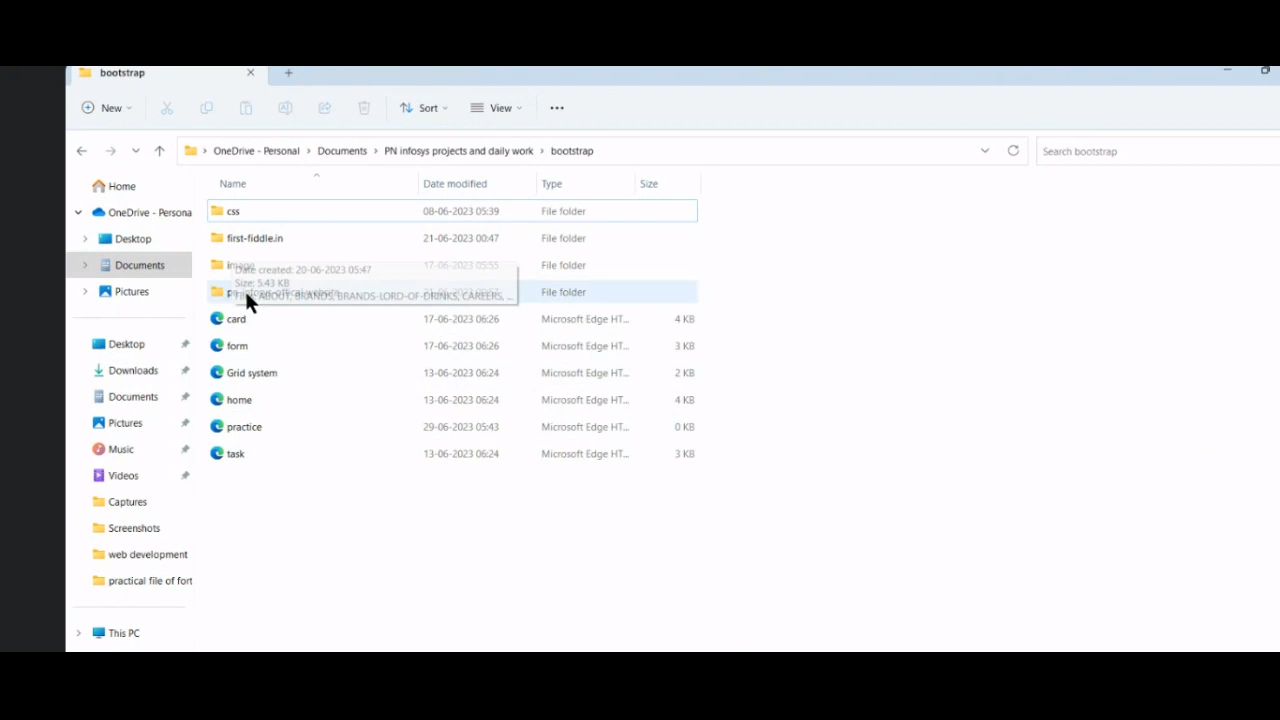 bootstrap
New
Sort
View
OneDrive - Personal > Documents > PN infosys projects and daily work > bootstrap
Search bootstrap
Name Date modified Type Size
Home
OneDrive - Persona
Desktop
Documents
Pictures
Desktop
Downloads
Documents
Pictures
Music
Videos
Captures
Screenshots
web development
practical file of fort
This PC
css 08-06-2023 05:39 File folder
first-fiddle.in 21-06-2023 00:47 File folder
image 17-06-2023 05:55 File folder
Date created: 20-06-2023 05:47
Size: 5.43 KB
ABOUT, BRANDS, BRANDS-LORD-OF-DRINKS, CAREERS, ...
File folder
card 17-06-2023 06:26 Microsoft Edge HT... 4 KB
form 17-06-2023 06:26 Microsoft Edge HT... 3 KB
Grid system 13-06-2023 06:24 Microsoft Edge HT... 2 KB
home 13-06-2023 06:24 Microsoft Edge HT... 4 KB
practice 29-06-2023 05:43 Microsoft Edge HT... 0 KB
task 13-06-2023 06:24 Microsoft Edge HT... 3 KB